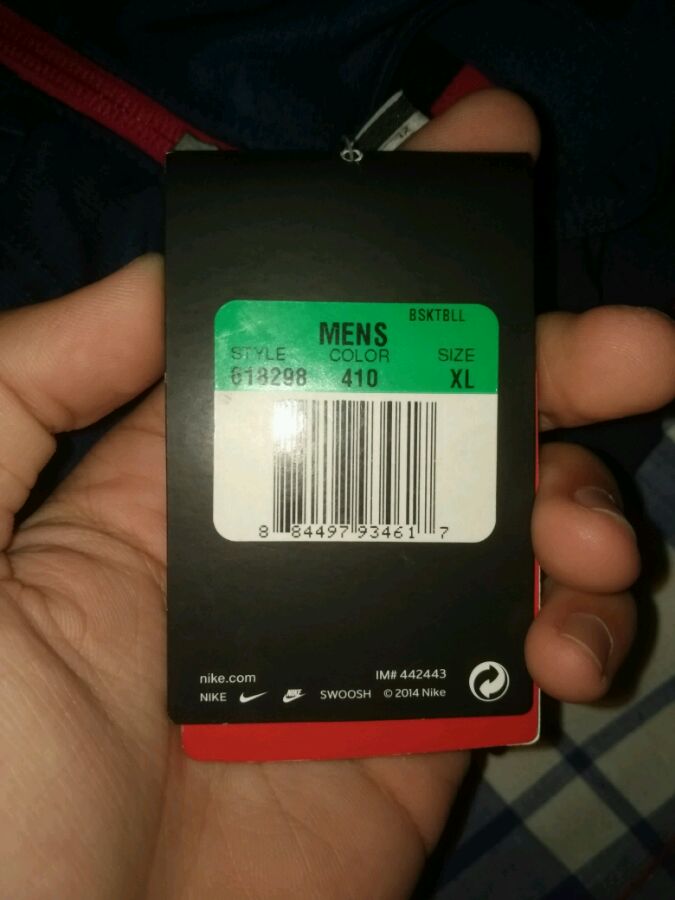 BSKTBLL
MENS
STYLE COLOR SIZE
618298 410 XL
8 84497 93461 7
nike.com IM# 442443
NIKE NIKE SWOOSH © 2014 Nike